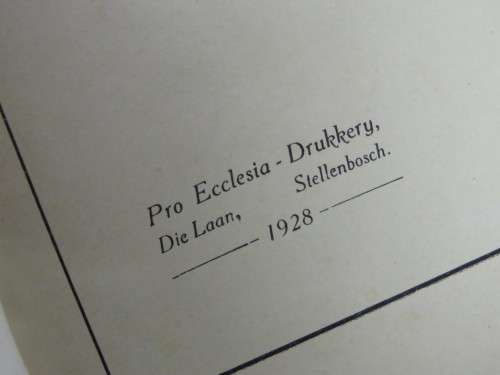 Pro Ecclesia - Drukkery,
Die Laan, Stellenbosch.
1928